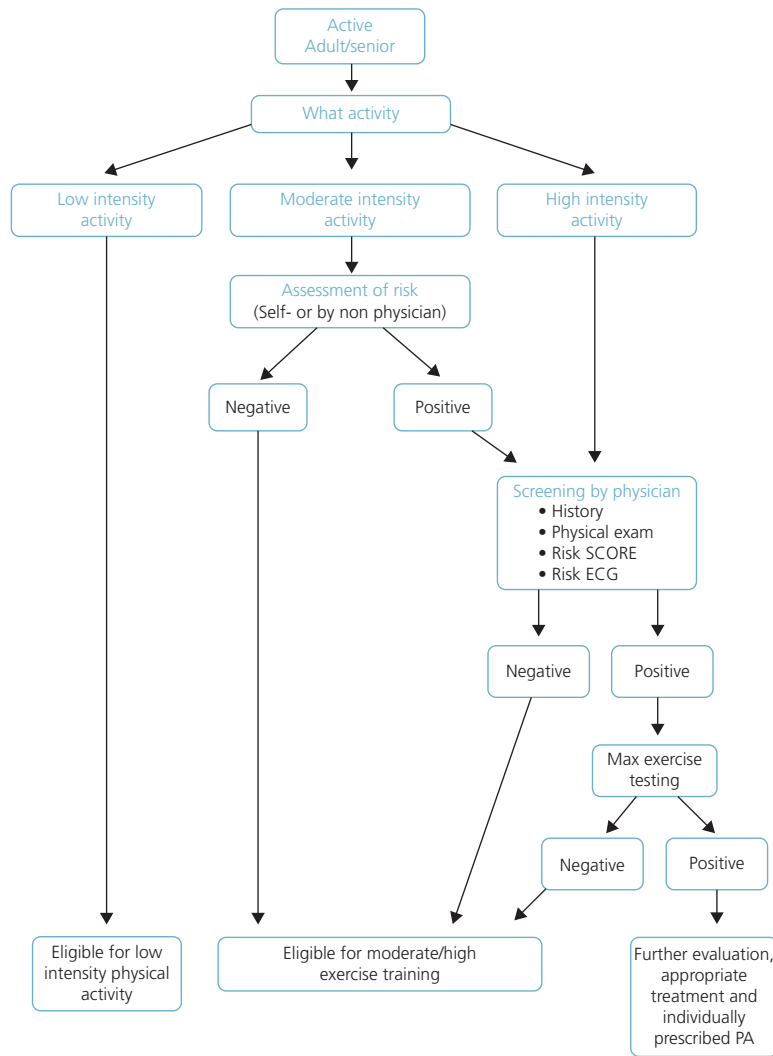 Active
Adult/senior
What activity
Low intensity
activity
Moderate intensity
activity
High intensity
activity
Assessment of risk
(Self- or by non physician)
Negative
Positive
Screening by physician
• History
• Physical exam
• Risk SCORE
• Risk ECG
Negative
Positive
Max exercise
testing
Negative
Positive
Eligible for low
intensity physical
activity
Eligible for moderate/high
exercise training
Further evaluation,
appropriate
treatment and
individually
prescribed PA